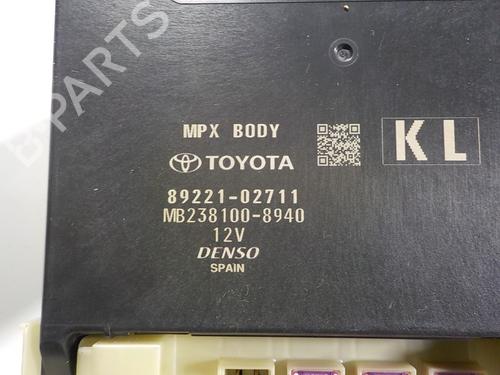 B PARTS
MPX BODY
TOYOTA
KL
89221-02711
MB238100-8940
12V
DENSO
SPAIN